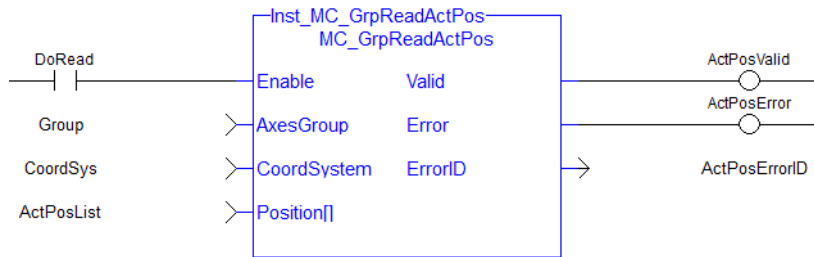 Inst_MC_GrpReadActPos
MC_GrpReadActPos
DoRead
Enable
Valid
ActPosValid
Group
AxesGroup
Error
ActPosError
CoordSys
CoordSystem
ErrorID
ActPosErrorID
ActPosList
Position[]